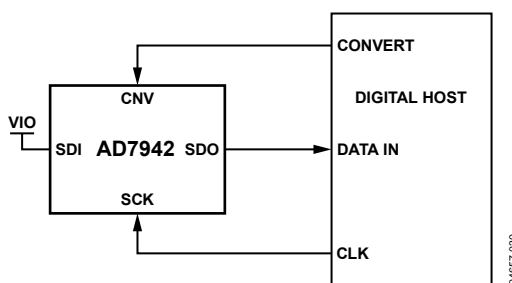 CONVERT
CNV
DIGITAL HOST
VIO
SDI AD7942 SDO
DATA IN
SCK
CLK